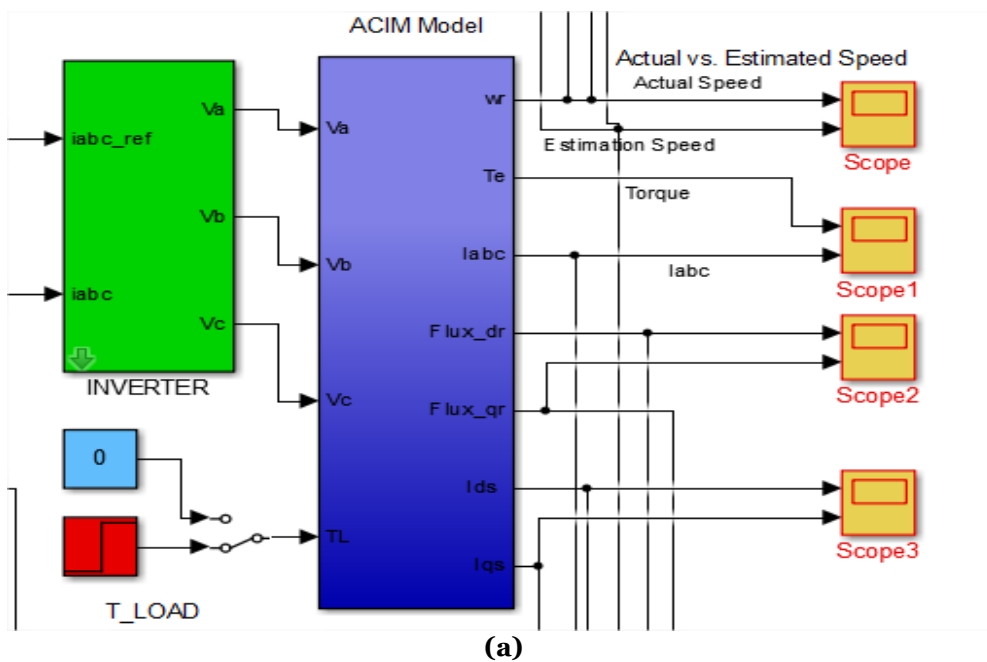 ACIM Model
Actual vs. Estimated Speed
Actual Speed
Va
wr
iabc_ref
Va
Estimation Speed
Scope
Te
Torque
Vb
Iabc
Iabc
Vb
iabc
Scope1
Vc
Flux_dr
INVERTER
Vc
Flux_qr
Scope2
0
Ids
TL
Scope3
Iqs
T_LOAD
(a)